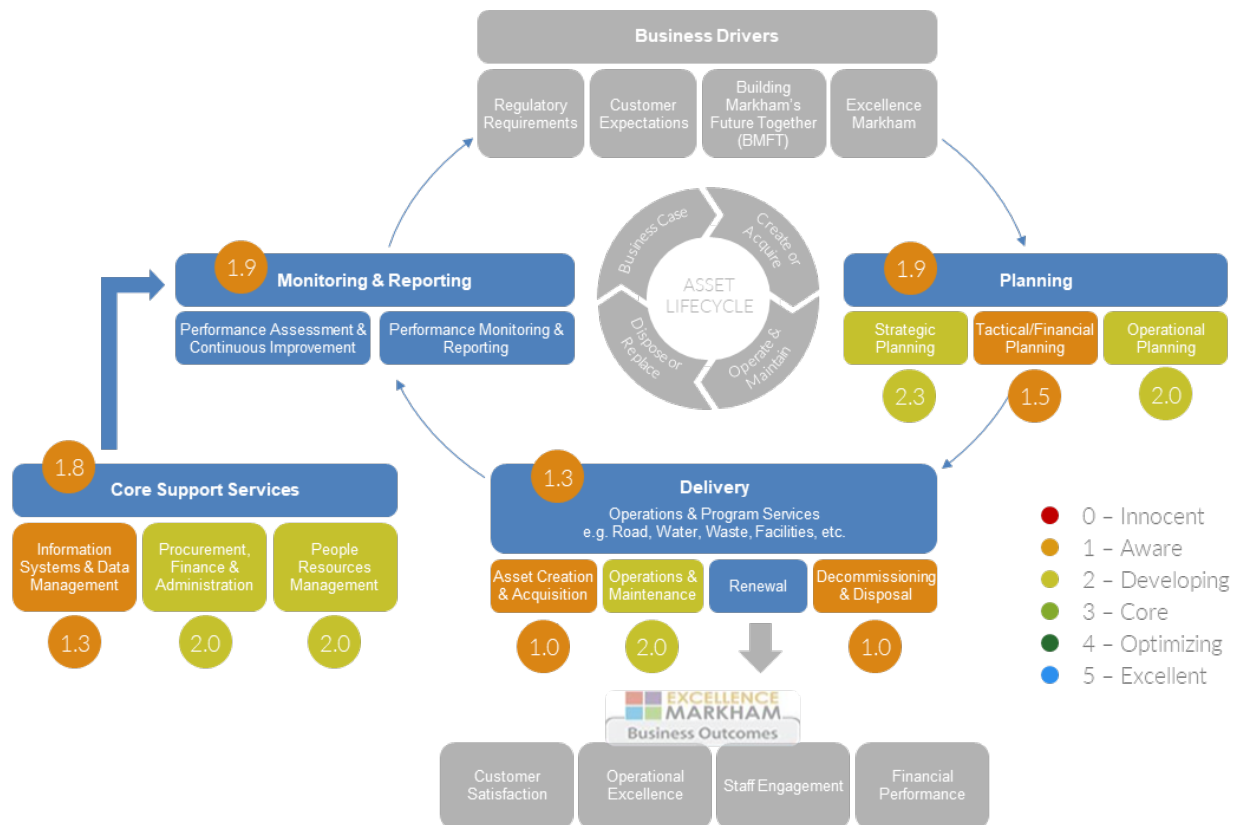 Business Drivers
Regulatory
Requirements
Customer
Expectations
Building
Markham's
Future Together
(BMFT)
Excellence
Markham
Business Case
Create or
Acquire
Operate &
Maintain
Dispose or
Replace
ASSET
LIFECYCLE
1.9
Monitoring & Reporting
Performance Assessment &
Continuous Improvement
Performance Monitoring &
Reporting
1.9
Planning
Strategic
Planning
Tactical/Financial
Planning
Operational
Planning
2.3
1.5
2.0
1.8
Core Support Services
Information
Systems & Data
Management
Procurement,
Finance &
Administration
People
Resources
Management
1.3
2.0
2.0
1.3
Delivery
Operations & Program Services
e.g. Road, Water, Waste, Facilities, etc.
Asset Creation
& Acquisition
Operations &
Maintenance
Renewal
Decommissioning
& Disposal
1.0
2.0
1.0
0 – Innocent
1 – Aware
2 – Developing
3 – Core
4 – Optimizing
5 – Excellent
EXCELLENCE
MARKHAM
Business Outcomes
Customer
Satisfaction
Operational
Excellence
Staff Engagement
Financial
Performance